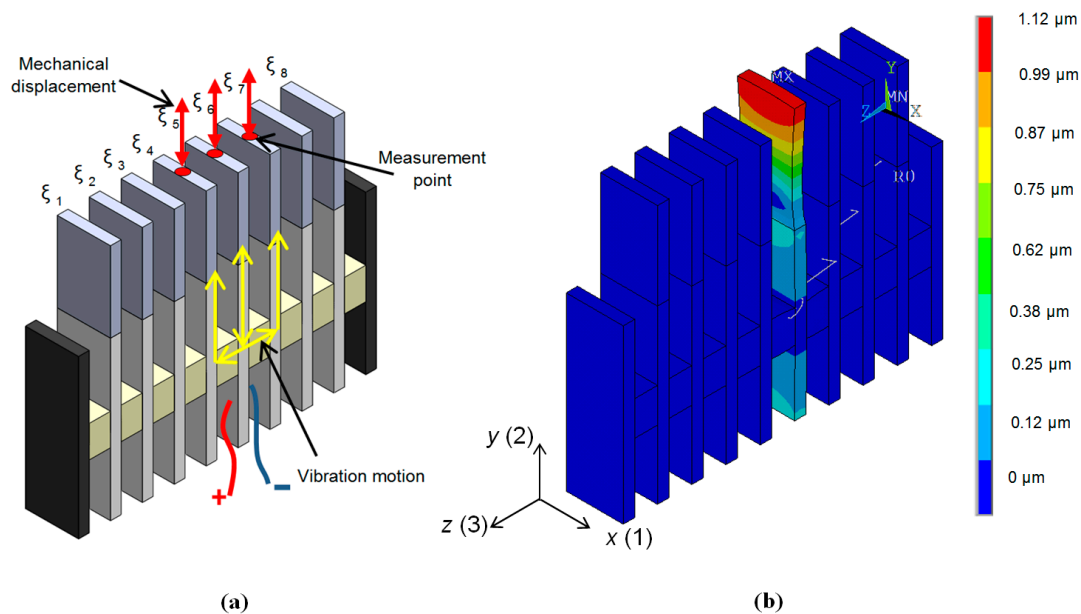 Mechanical
displacement
ξ 1
ξ 2
ξ 3
ξ 4
ξ 5
ξ 6
ξ 7
ξ 8
Measurement
point
Vibration motion
+
−
(a)
MX
Y
MN
Z
X
RO
y (2)
z (3)
x (1)
1.12 µm
0.99 µm
0.87 µm
0.75 µm
0.62 µm
0.38 µm
0.25 µm
0.12 µm
0 µm
(b)